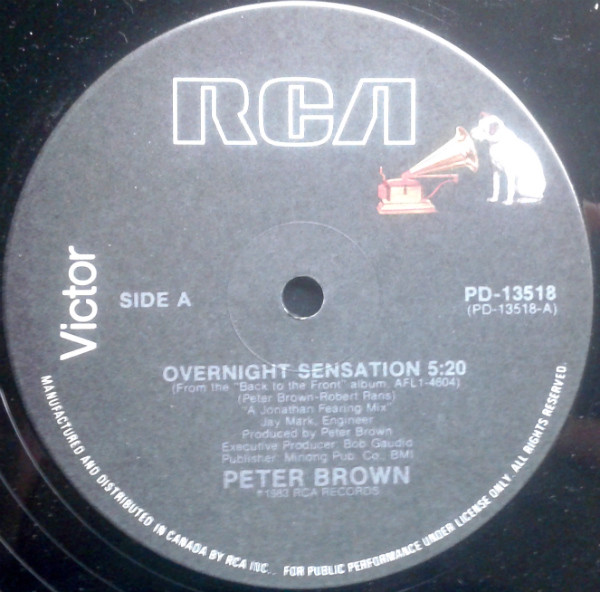 RCA
Victor
SIDE A
PD-13518
(PD-13518-A)
OVERNIGHT SENSATION 5:20
(From the "Back to the Front" album, AFL1-4604)
(Peter Brown-Robert Rans)
"A Jonathan Fearing Mix"
Jay Mark, Engineer
Produced by Peter Brown
Executive Producer: Bob Gaudio
Publisher: Minong Pub. Co., BMI
PETER BROWN
℗1983 RCA RECORDS
MANUFACTURED AND DISTRIBUTED IN CANADA BY RCA INC... FOR PUBLIC PERFORMANCE UNDER LICENSE ONLY. ALL RIGHTS RESERVED.